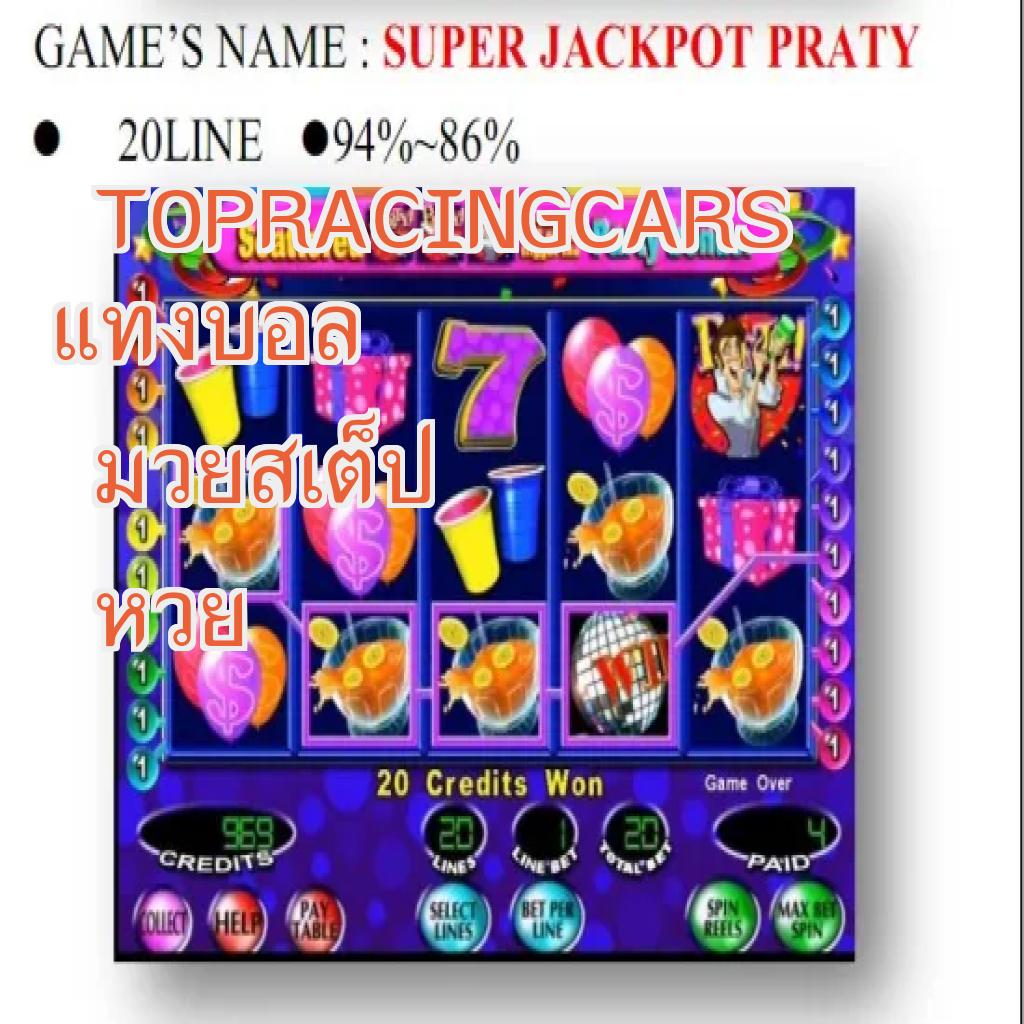 GAME'S NAME : SUPER JACKPOT PRATY
● 20LINE ●94%~86%
TOPRACINGCARS
แทงบอล
มวยสเต็ป
หวย
20 Credits Won
Game Over
969
CREDITS
20
LINES
1
LINE BET
20
TOTAL BET
4
PAID
COLLECT
HELP
PAY TABLE
SELECT LINES
BET PER LINE
SPIN REELS
MAX BET SPIN